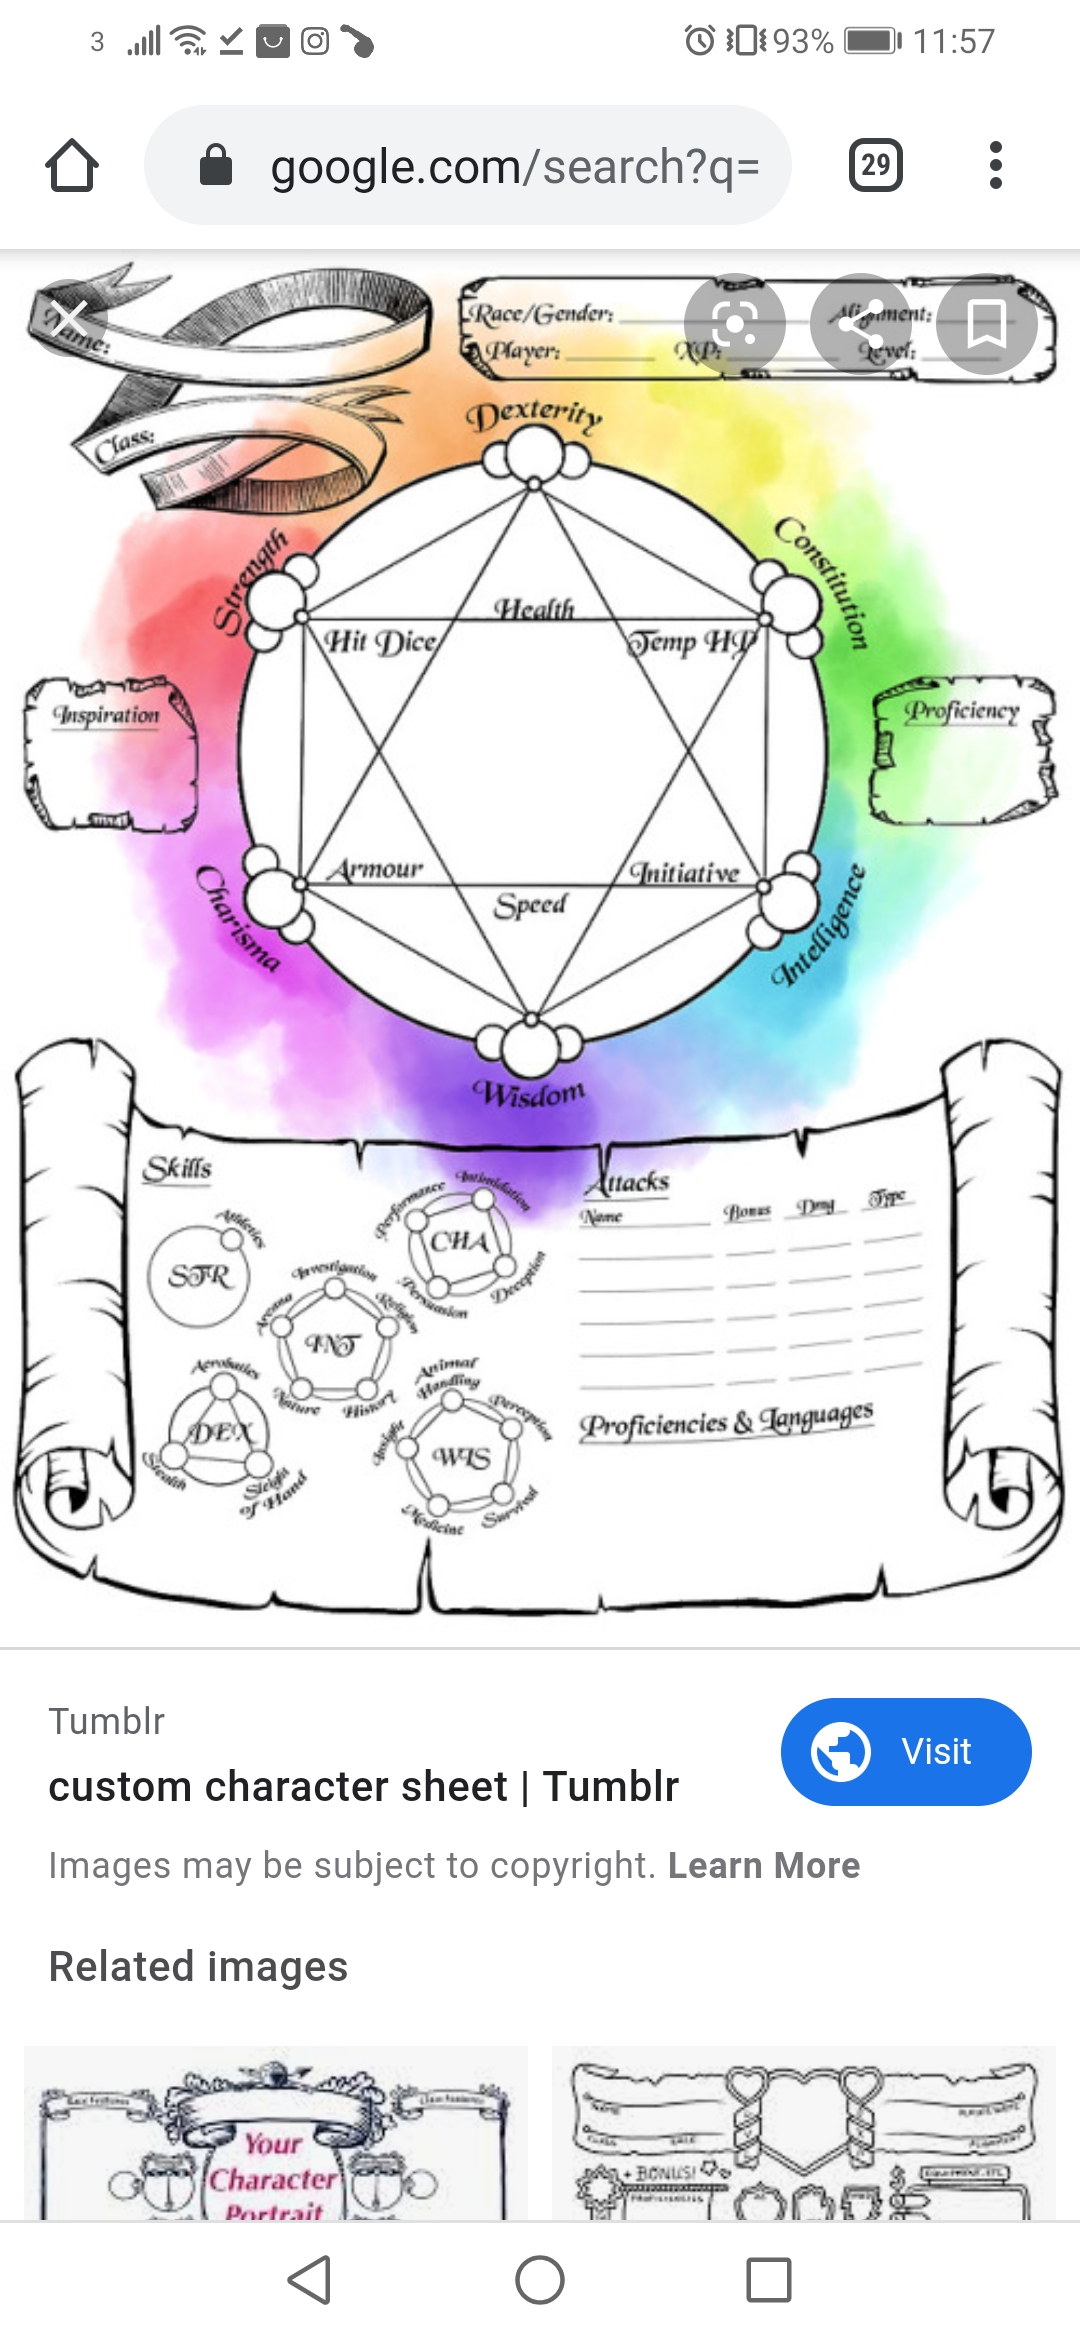 3
93%
11:57
google.com/search?q=
29
Name:
Race/Gender:
Alignment:
Player:
XP:
Level:
Class:
Dexterity
Strength
Constitution
Health
Hit Dice
Temp HP
Inspiration
Proficiency
Armour
Initiative
Speed
Charisma
Intelligence
Wisdom
Skills
Attacks
Name
Bonus
Dmg
Type
Athletics
STR
Performance
Intimidation
CHA
Persuasion
Deception
Investigation
Arcana
Religion
INT
Nature
History
Acrobatics
DEX
Stealth
Sleight
of Hand
Animal
Handling
Perception
Insight
WIS
Medicine
Survival
Proficiencies & Languages
Tumblr
custom character sheet | Tumblr
Visit
Images may be subject to copyright. Learn More
Related images
Your
Character
Portrait
+ BONUS!